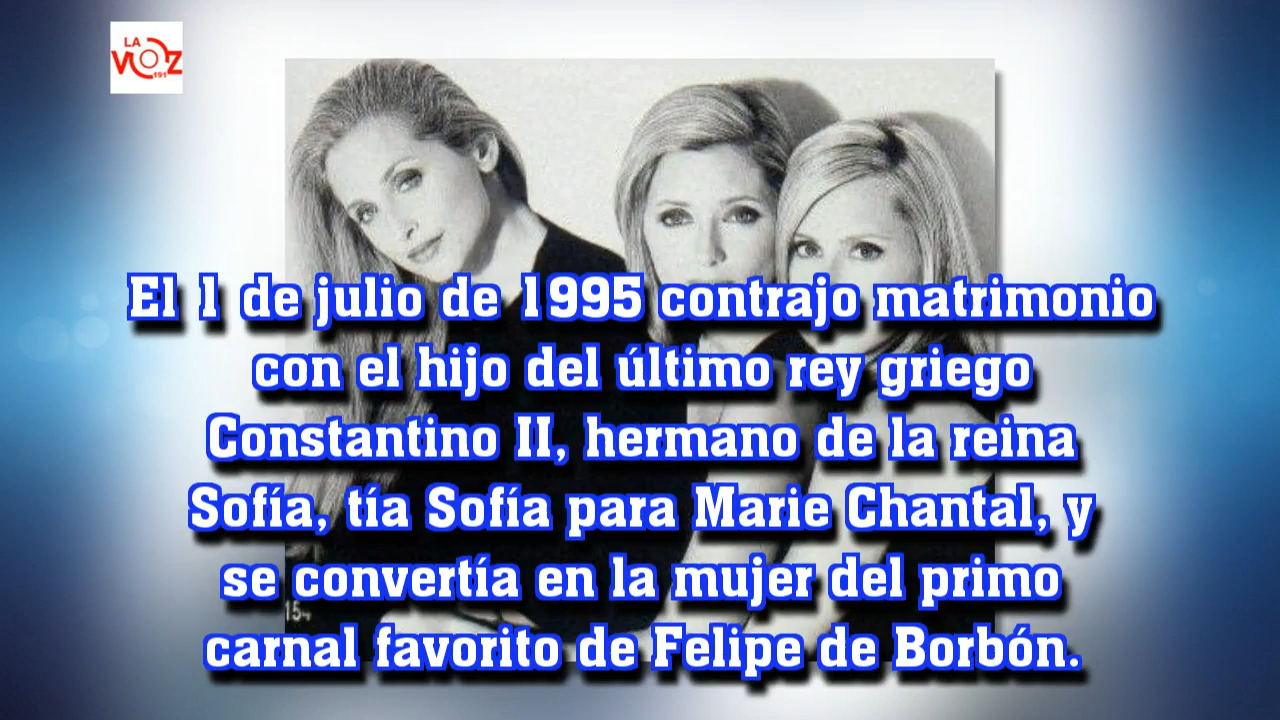 LA
VOZ
191
El 1 de julio de 1995 contrajo matrimonio
con el hijo del último rey griego
Constantino II, hermano de la reina
Sofía, tía Sofía para Marie Chantal, y
se convertía en la mujer del primo
carnal favorito de Felipe de Borbón.
154